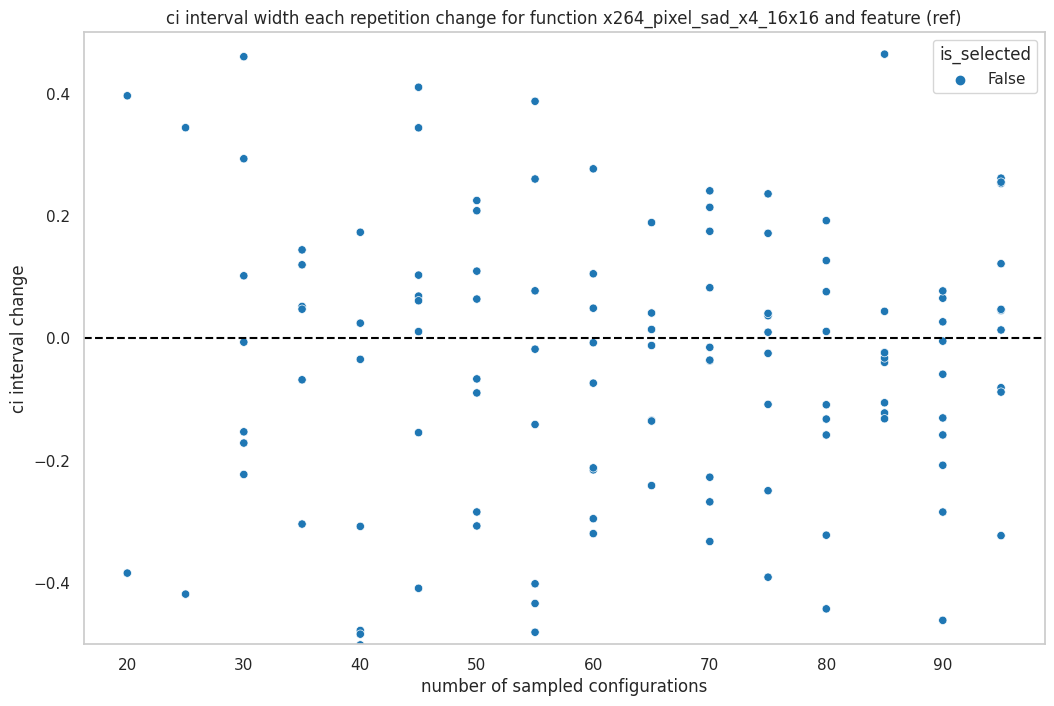 ci interval width each repetition change for function x264_pixel_sad_x4_16x16 and feature (ref)
is_selected
False
ci interval change
0.4
0.2
0.0
−0.2
−0.4
20 30 40 50 60 70 80 90
number of sampled configurations